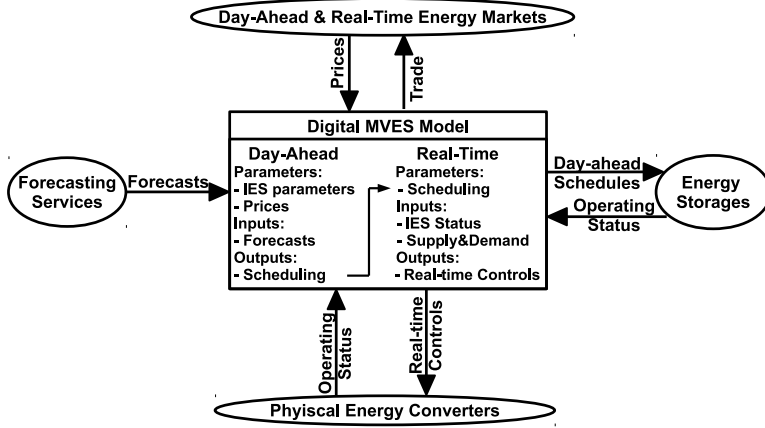 Day-Ahead & Real-Time Energy Markets
Prices
Trade
Digital MVES Model
Day-Ahead
Parameters:
- IES parameters
- Prices
Inputs:
- Forecasts
Outputs:
- Scheduling
Real-Time
Parameters:
- Scheduling
Inputs:
- IES Status
- Supply&Demand
Outputs:
- Real-time Controls
Forecasting
Services
Forecasts
Day-ahead
Schedules
Operating
Status
Energy
Storages
Operating
Status
Real-time
Controls
Phyiscal Energy Converters